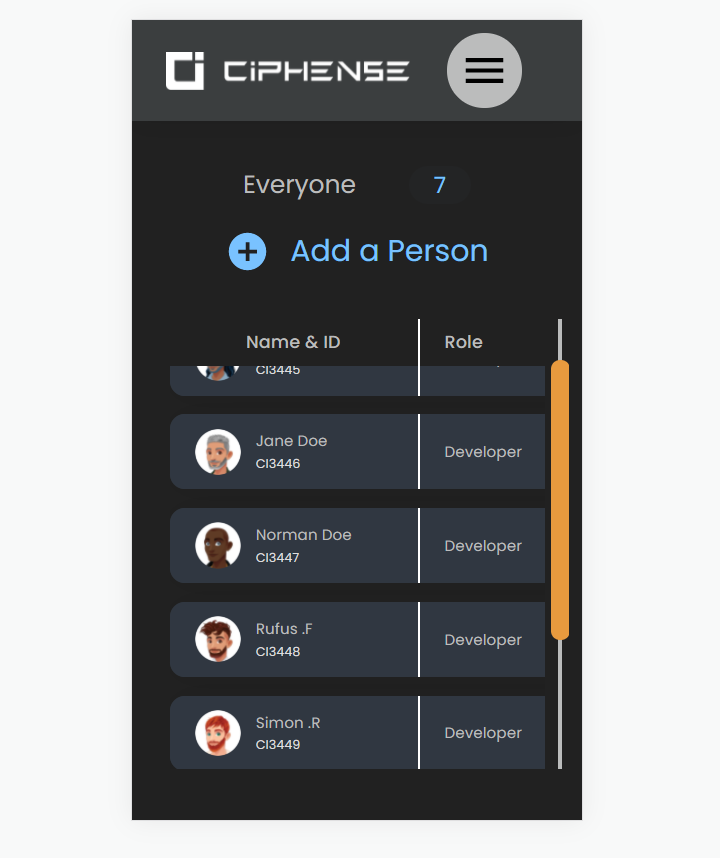 CiPHENSE
Everyone 7
Add a Person
Name & ID Role
CI3445
Jane Doe
CI3446
Developer
Norman Doe
CI3447
Developer
Rufus .F
CI3448
Developer
Simon .R
CI3449
Developer